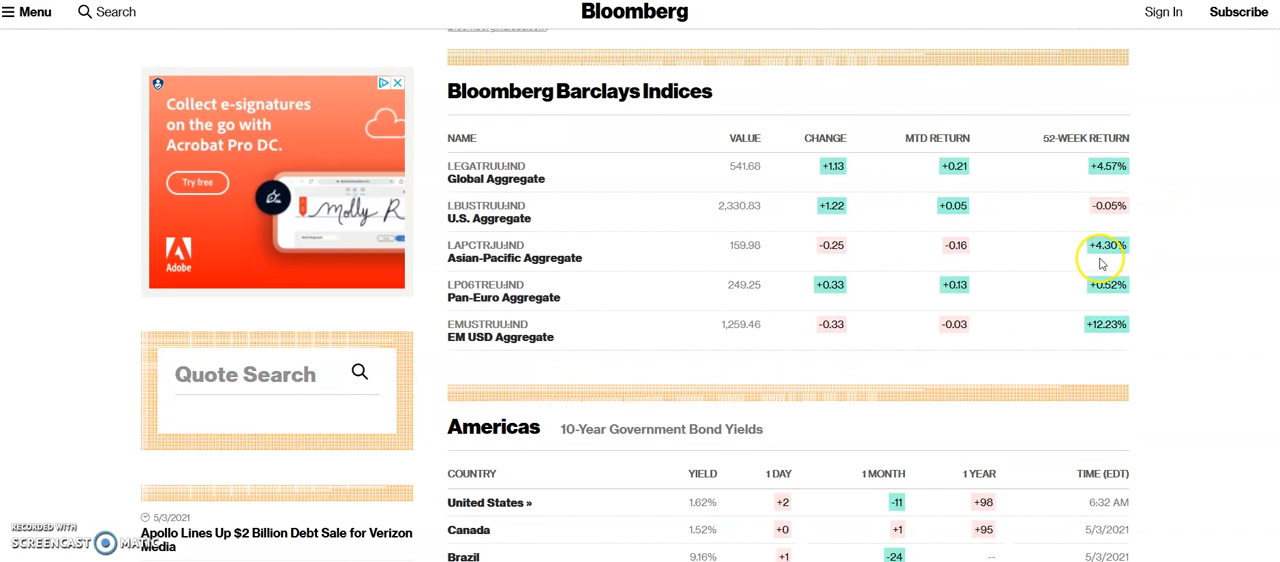 Menu Search Bloomberg Sign In Subscribe
Collect e-signatures
on the go with
Acrobat Pro DC.
Try free
Molly R
Adobe
Quote Search
5/3/2021
Apollo Lines Up $2 Billion Debt Sale for Verizon
Media
RECORDED WITH
SCREENCAST MATIC
Bloomberg Barclays Indices
NAME VALUE CHANGE MTD RETURN 52-WEEK RETURN
LEGATRUU:IND 541.68 +1.13 +0.21 +4.57%
Global Aggregate
LBUSTRUU:IND 2,330.83 +1.22 +0.05 -0.05%
U.S. Aggregate
LAPCTRJU:IND 159.98 -0.25 -0.16 +4.30%
Asian-Pacific Aggregate
LP06TREU:IND 249.25 +0.33 +0.13 +0.52%
Pan-Euro Aggregate
EMUSTRUU:IND 1,259.46 -0.33 -0.03 +12.23%
EM USD Aggregate
Americas 10-Year Government Bond Yields
COUNTRY YIELD 1 DAY 1 MONTH 1 YEAR TIME (EDT)
United States » 1.62% +2 -11 +98 6:32 AM
Canada 1.52% +0 +1 +95 5/3/2021
Brazil 9.16% +1 -24 -- 5/3/2021